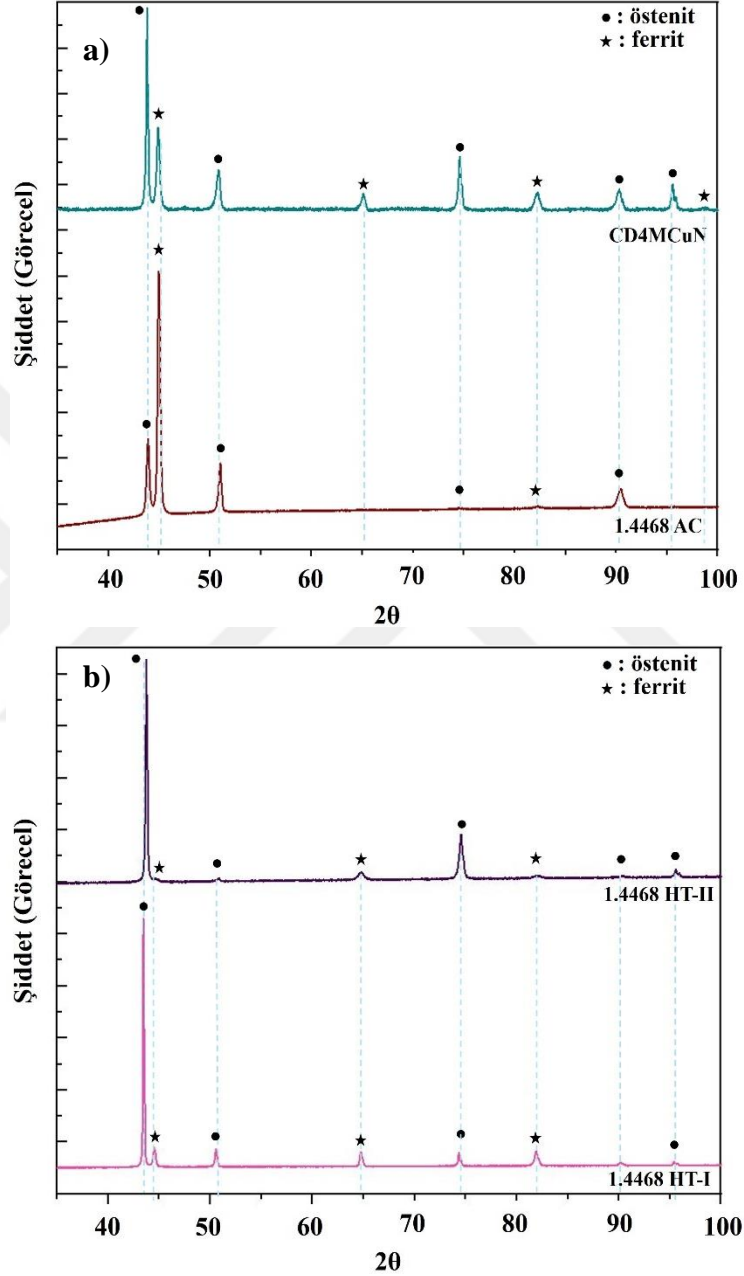 a)
● : östenit
★ : ferrit
CD4MCuN
1.4468 AC
Şiddet (Görecel)
40 50 60 70 80 90 100
2θ
b)
● : östenit
★ : ferrit
1.4468 HT-II
1.4468 HT-I
Şiddet (Görecel)
40 50 60 70 80 90 100
2θ